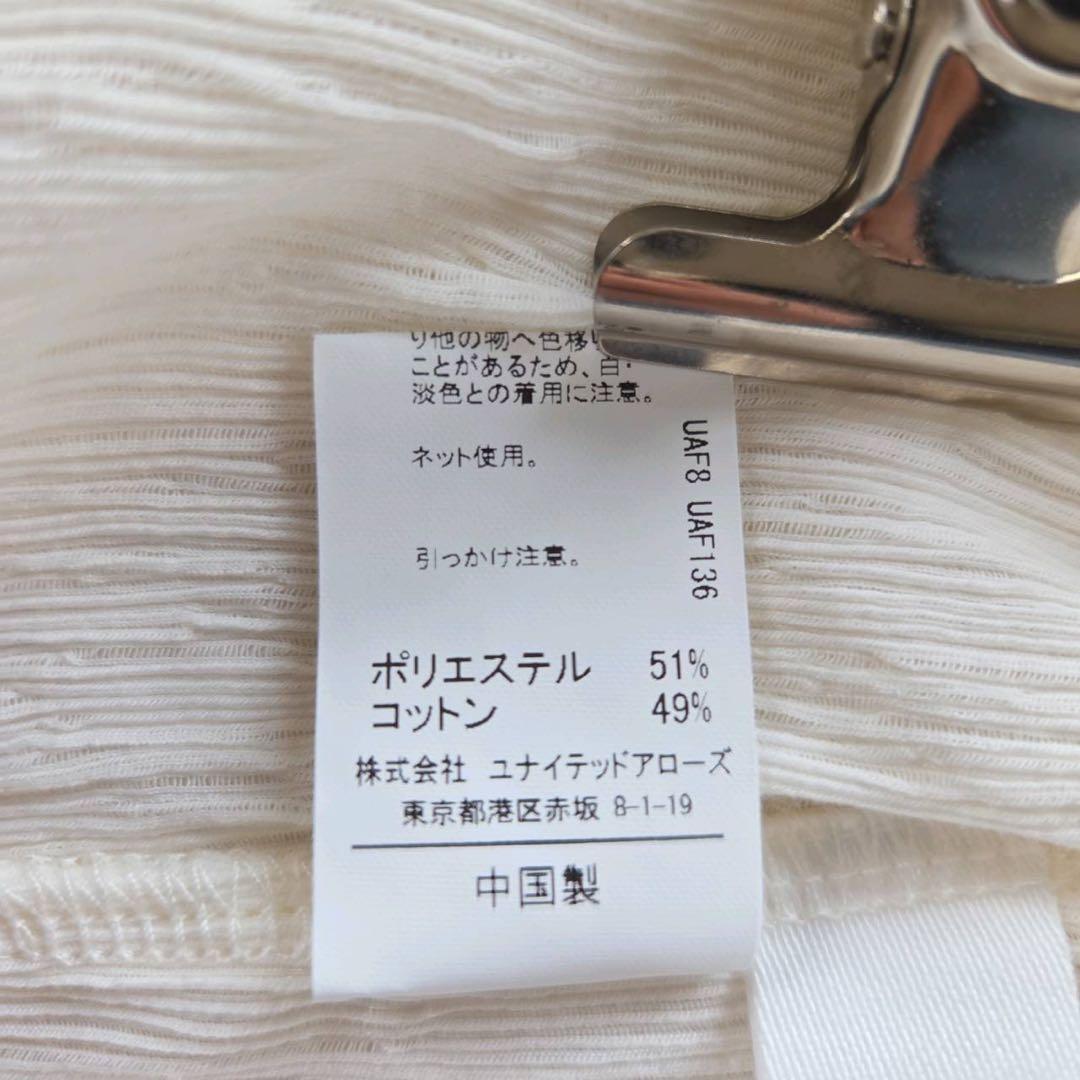 り他の物へ色移り
ことがあるため、白・
淡色との着用に注意。
ネット使用。
引っかけ注意。
UAF8 UAF136
ポリエステル 51%
コットン 49%
株式会社 ユナイテッドアローズ
東京都港区赤坂 8-1-19
中国製